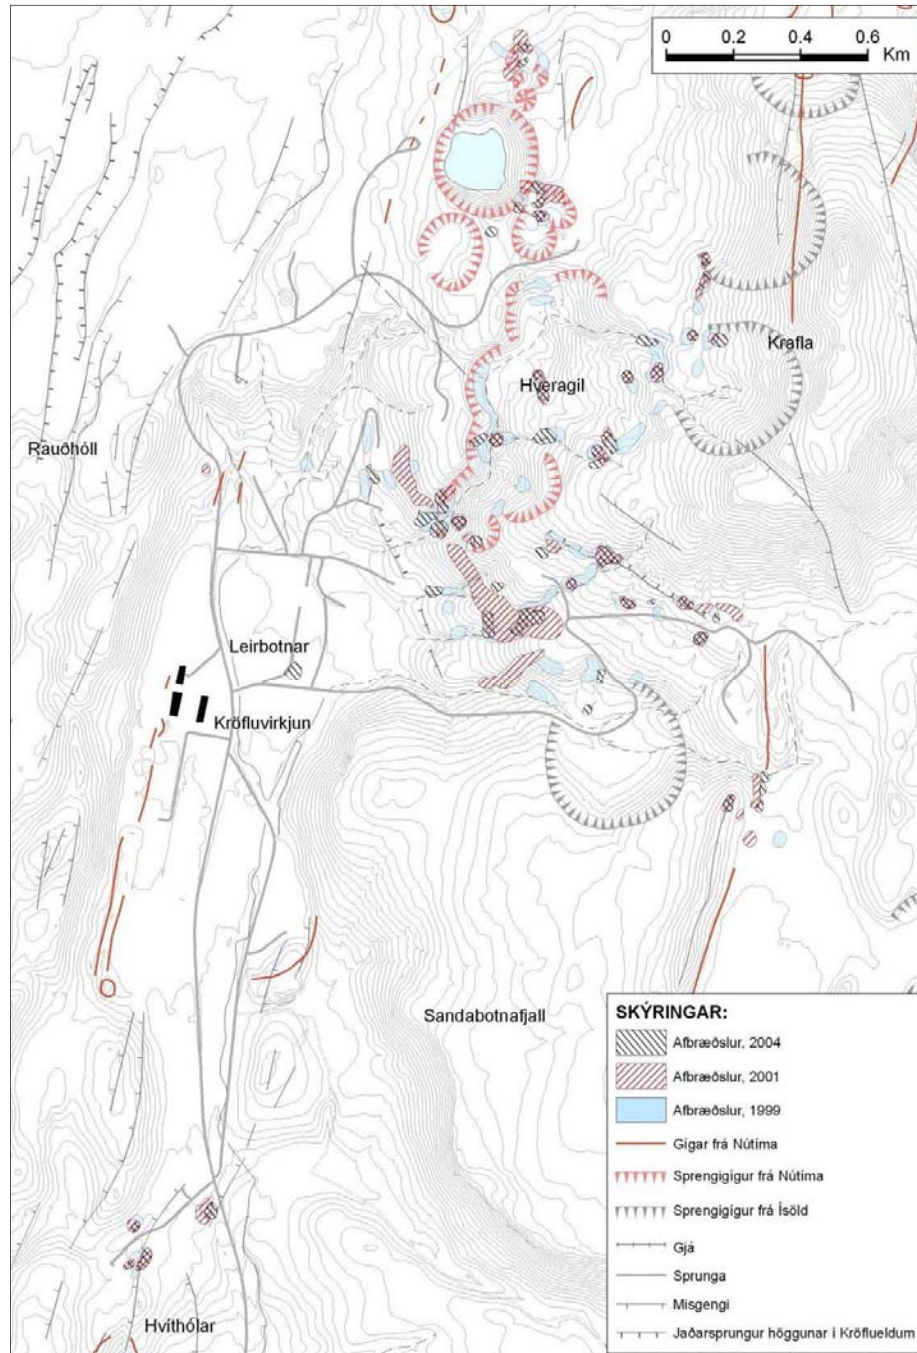 0 0.2 0.4 0.6
Km
Krafla
Hveragil
Rauðhóll
Leirbotnar
Kröfluvirkjun
Sandabotnafjall
Hvíthólar
SKÝRINGAR:
Afbræðslur, 2004
Afbræðslur, 2001
Afbræðslur, 1999
Gígar frá Nútíma
Sprengigígur frá Nútíma
Sprengigígur frá Ísöld
Gjá
Sprunga
Misgengi
Jaðarsprungur höggunar í Kröflueldum